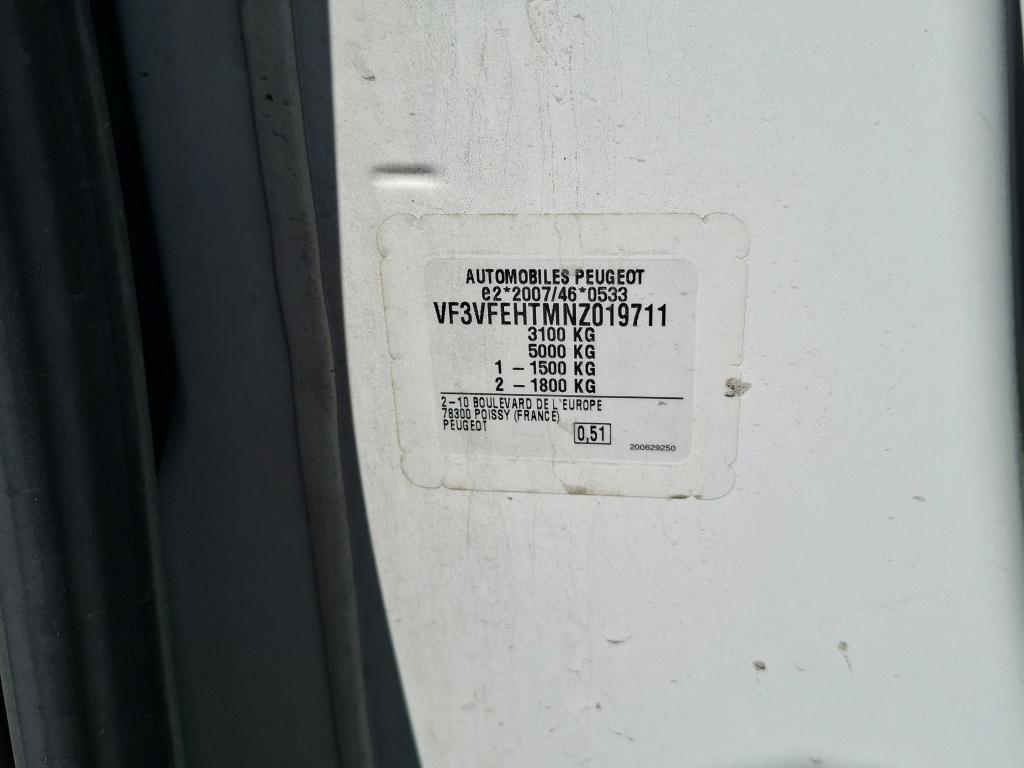 AUTOMOBILES PEUGEOT
e2*2007/46*0533
VF3VFEHTMNZ019711
3100 KG
5000 KG
1 – 1500 KG
2 – 1800 KG
2–10 BOULEVARD DE L'EUROPE
78300 POISSY (FRANCE)
PEUGEOT
0,51
200629250